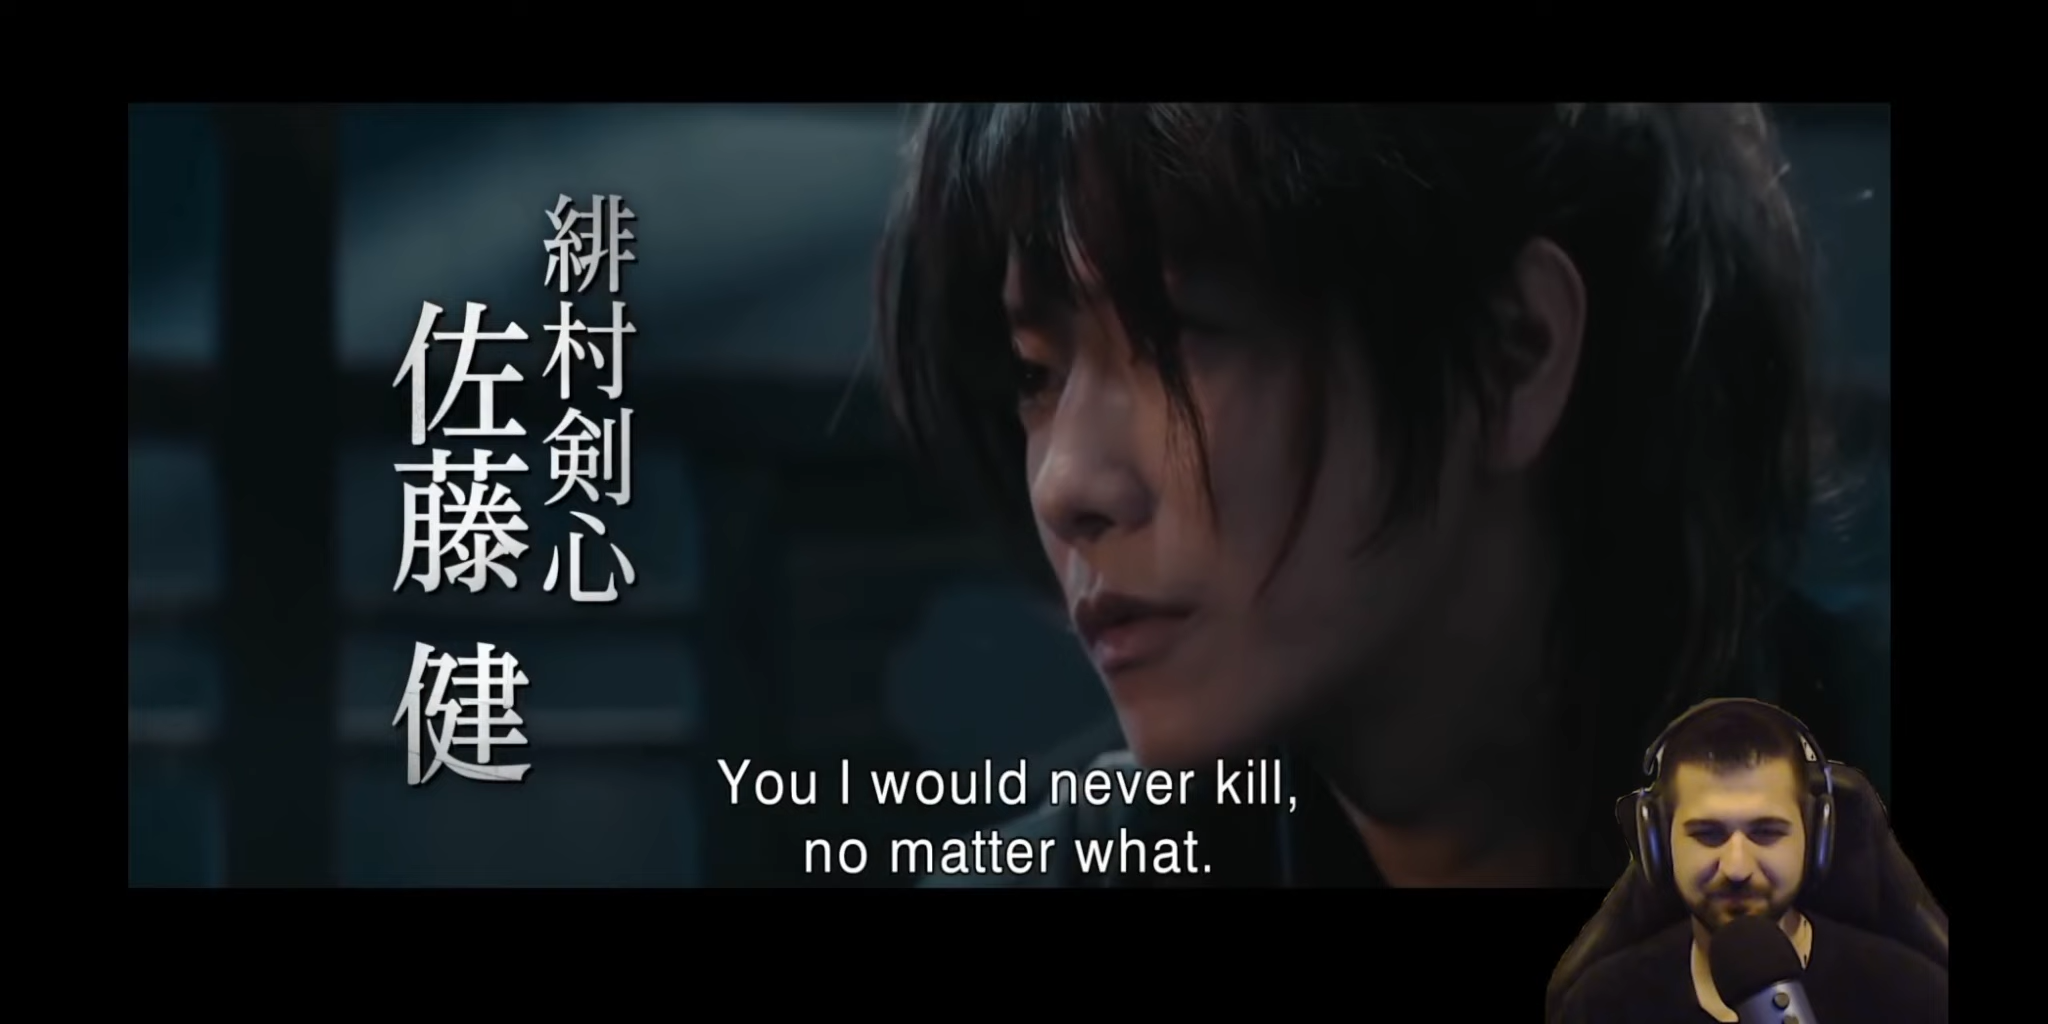 緋村剣心
佐藤 健
You I would never kill,
no matter what.